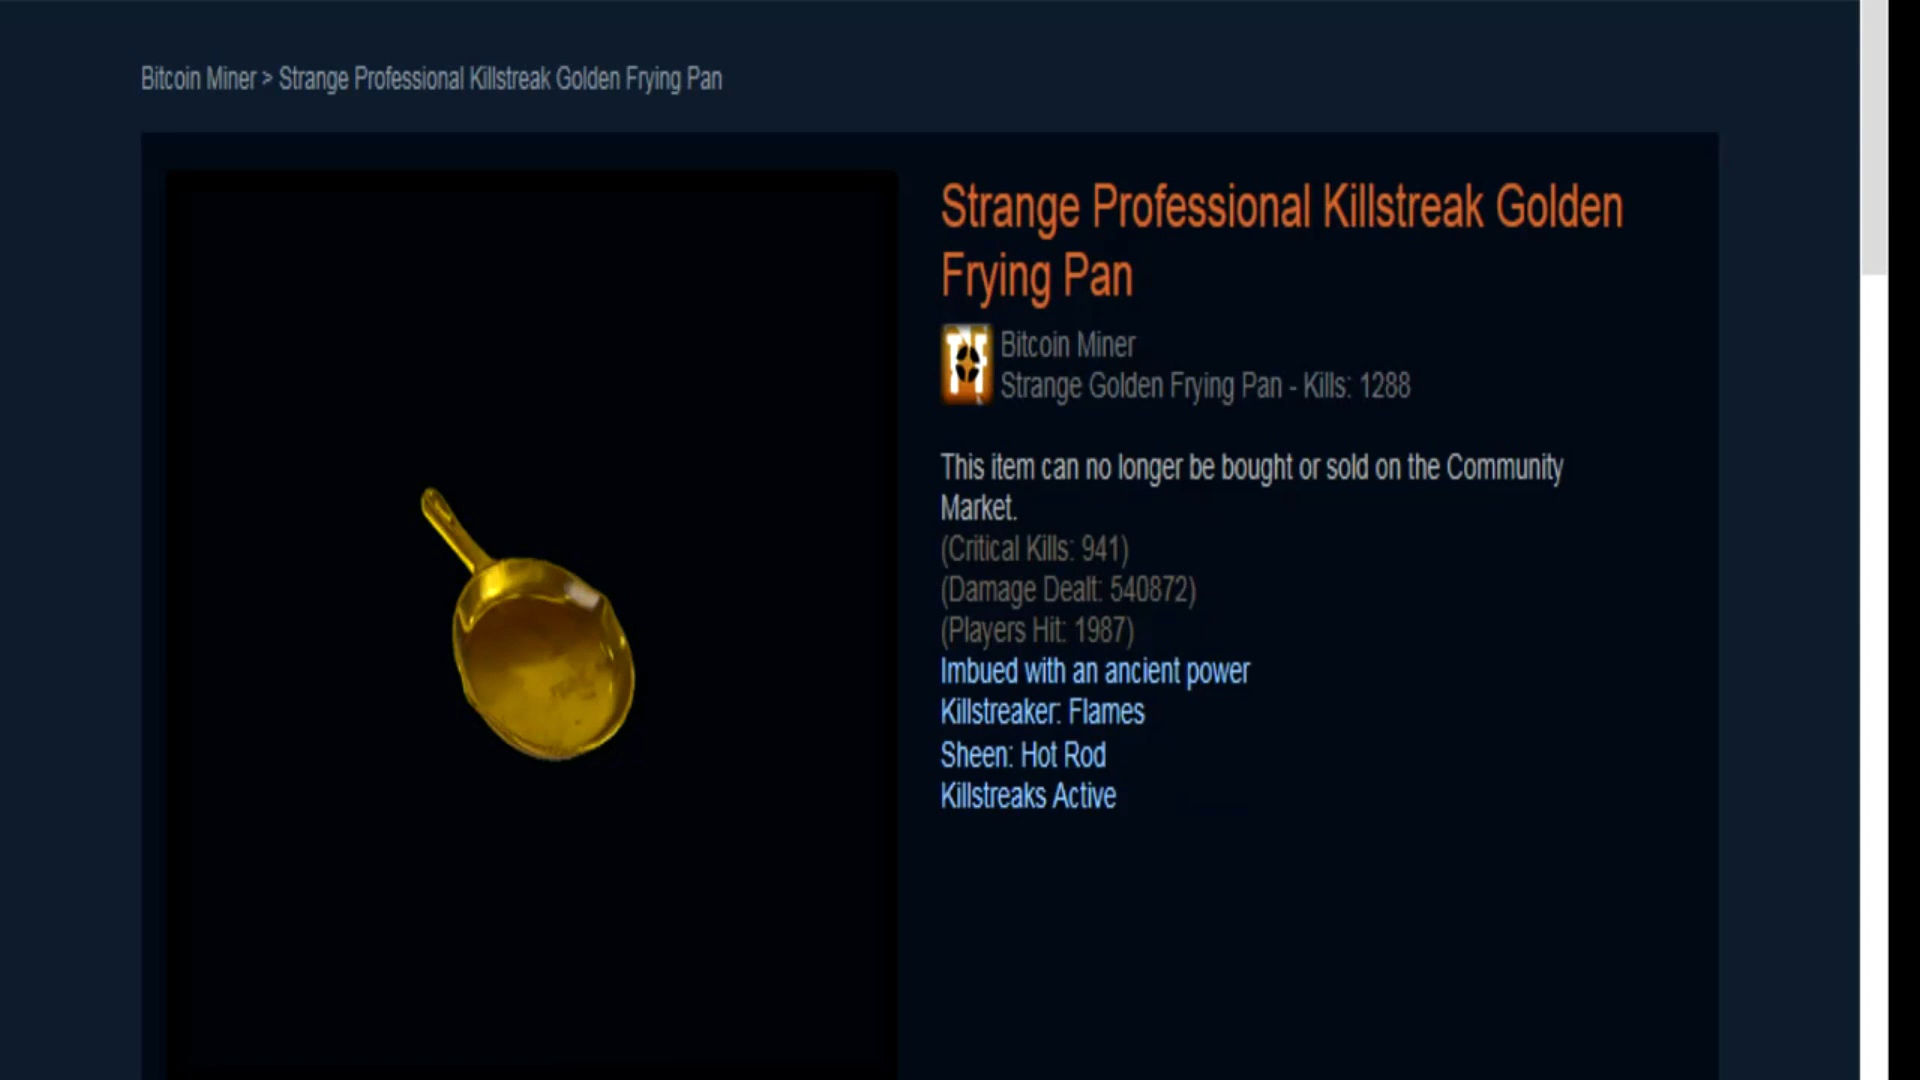 Bitcoin Miner > Strange Professional Killstreak Golden Frying Pan
Strange Professional Killstreak Golden
Frying Pan
Bitcoin Miner
Strange Golden Frying Pan - Kills: 1288
This item can no longer be bought or sold on the Community
Market.
(Critical Kills: 941)
(Damage Dealt: 540872)
(Players Hit: 1987)
Imbued with an ancient power
Killstreaker: Flames
Sheen: Hot Rod
Killstreaks Active